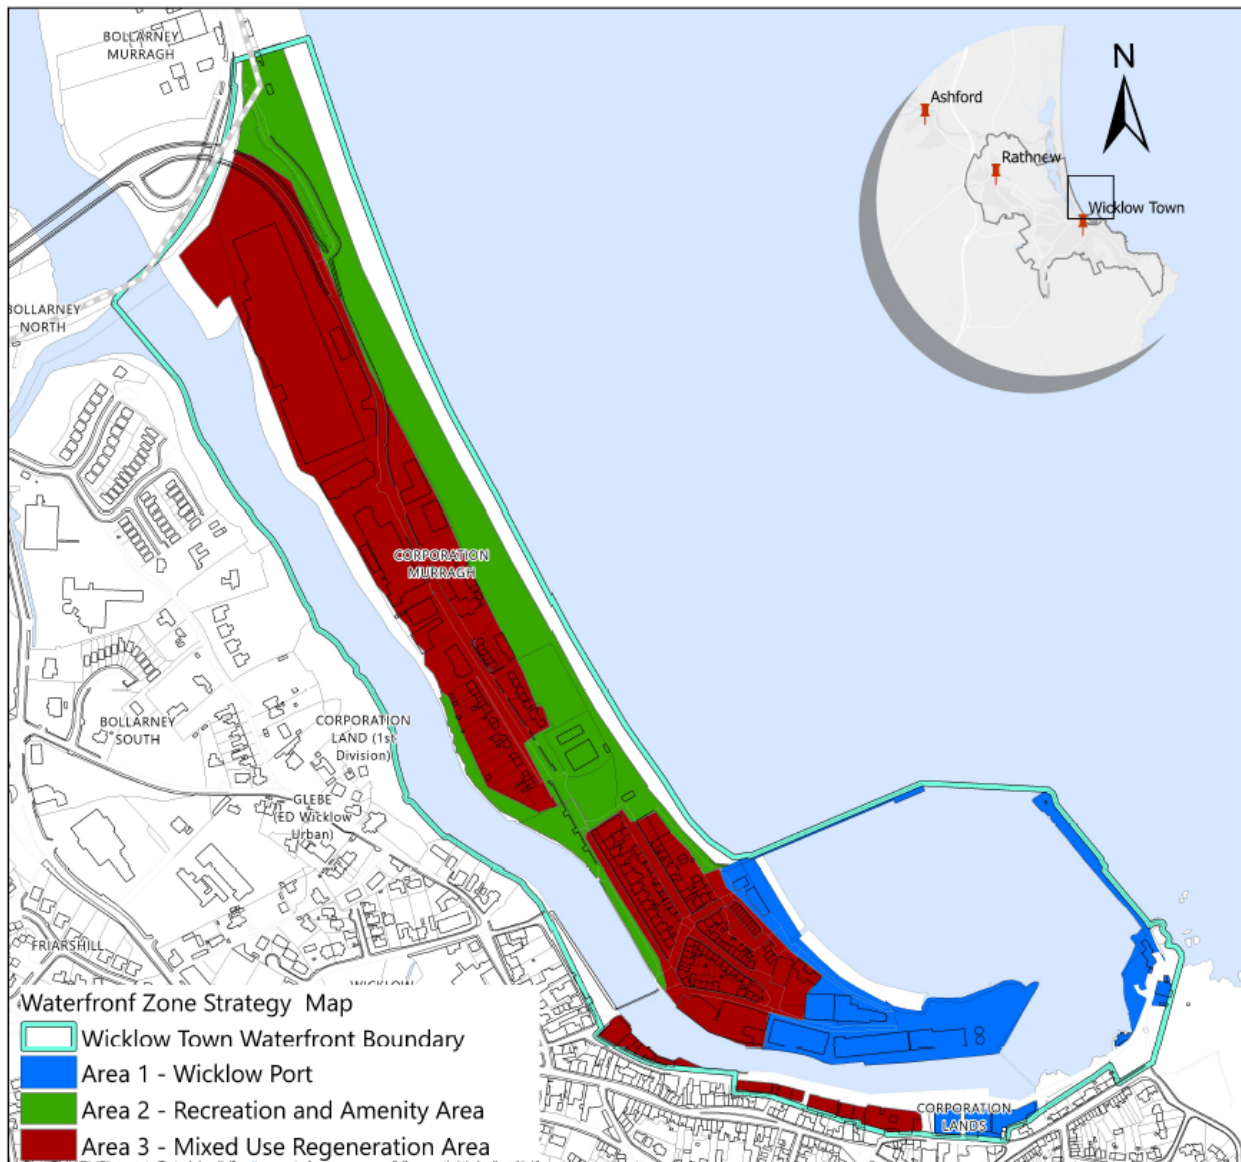 BOLLARNEY
MURRAGH
N
Ashford
Rathnew
Wicklow Town
BOLLARNEY
NORTH
CORPORATION
MURRAGH
BOLLARNEY
SOUTH
CORPORATION
LAND (1st
Division)
GLEBE
(ED Wicklow
Urban)
FRIARSHILL
WICKLOW
CORPORATION
LANDS
Waterfronf Zone Strategy Map
Wicklow Town Waterfront Boundary
Area 1 - Wicklow Port
Area 2 - Recreation and Amenity Area
Area 3 - Mixed Use Regeneration Area